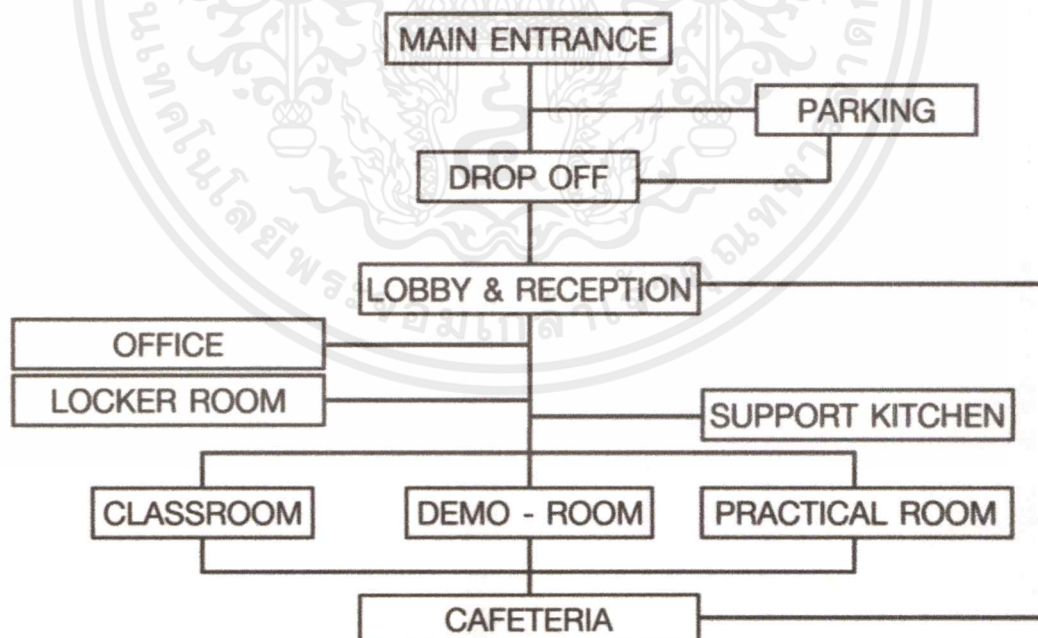 MAIN ENTRANCE
PARKING
DROP OFF
LOBBY & RECEPTION
OFFICE
LOCKER ROOM
SUPPORT KITCHEN
CLASSROOM
DEMO - ROOM
PRACTICAL ROOM
CAFETERIA